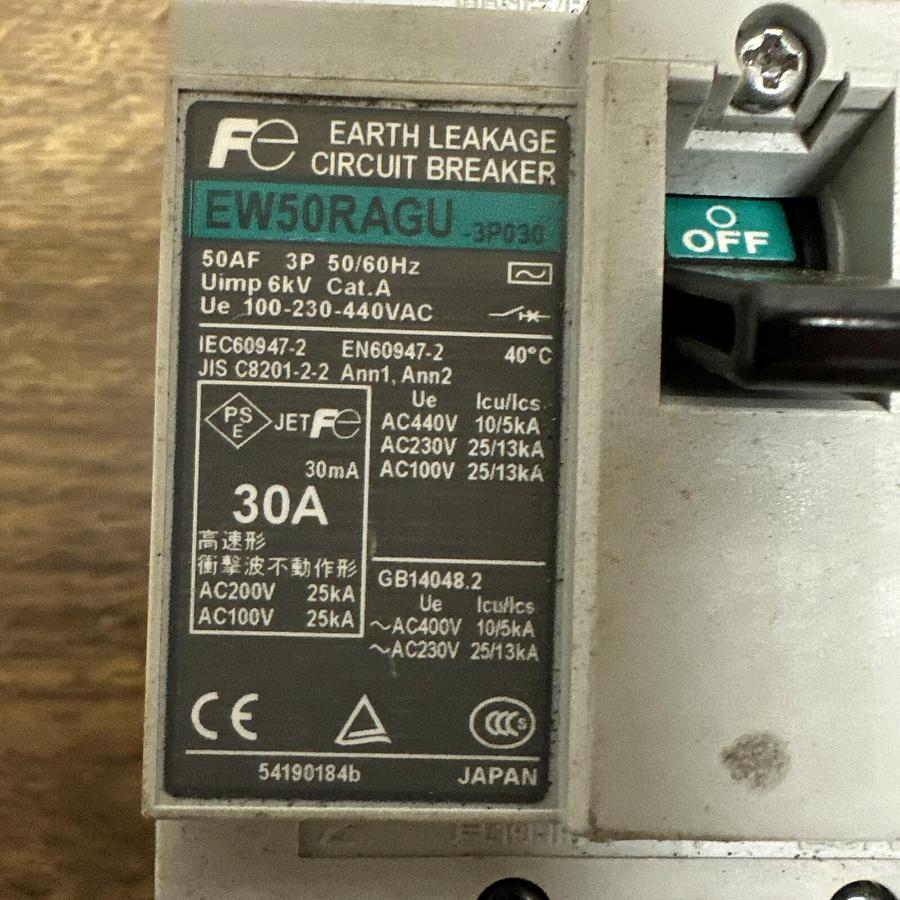 Fe EARTH LEAKAGE
CIRCUIT BREAKER
EW50RAGU -3P030
50AF 3P 50/60Hz
Uimp 6kV Cat.A
Ue 100-230-440VAC
IEC60947-2 EN60947-2 40°C
JIS C8201-2-2 Ann1, Ann2
PS
E
JET Fe
30mA
30A
高速形
衝撃波不動作形
AC200V 25kA
AC100V 25kA
Ue Icu/Ics
AC440V 10/5kA
AC230V 25/13kA
AC100V 25/13kA
GB14048.2
Ue Icu/Ics
~AC400V 10/5kA
~AC230V 25/13kA
CE
CCC S
54190184b JAPAN
OFF